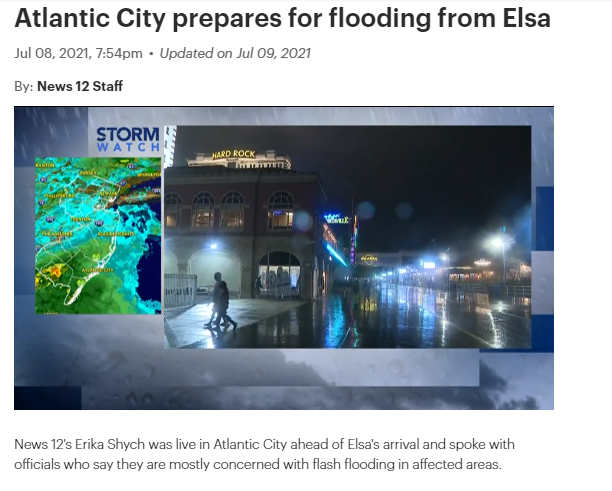 Atlantic City prepares for flooding from Elsa
Jul 08, 2021, 7:54pm • Updated on Jul 09, 2021
By: News 12 Staff
STORM
WATCH
HARD ROCK
News 12's Erika Shych was live in Atlantic City ahead of Elsa's arrival and spoke with
officials who say they are mostly concerned with flash flooding in affected areas.